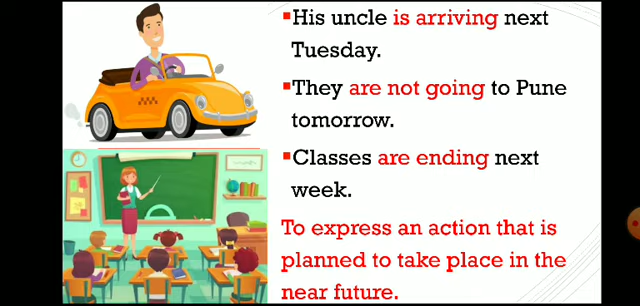 ▪His uncle is arriving next
Tuesday.
▪They are not going to Pune
tomorrow.
▪Classes are ending next
week.
To express an action that is
planned to take place in the
near future.